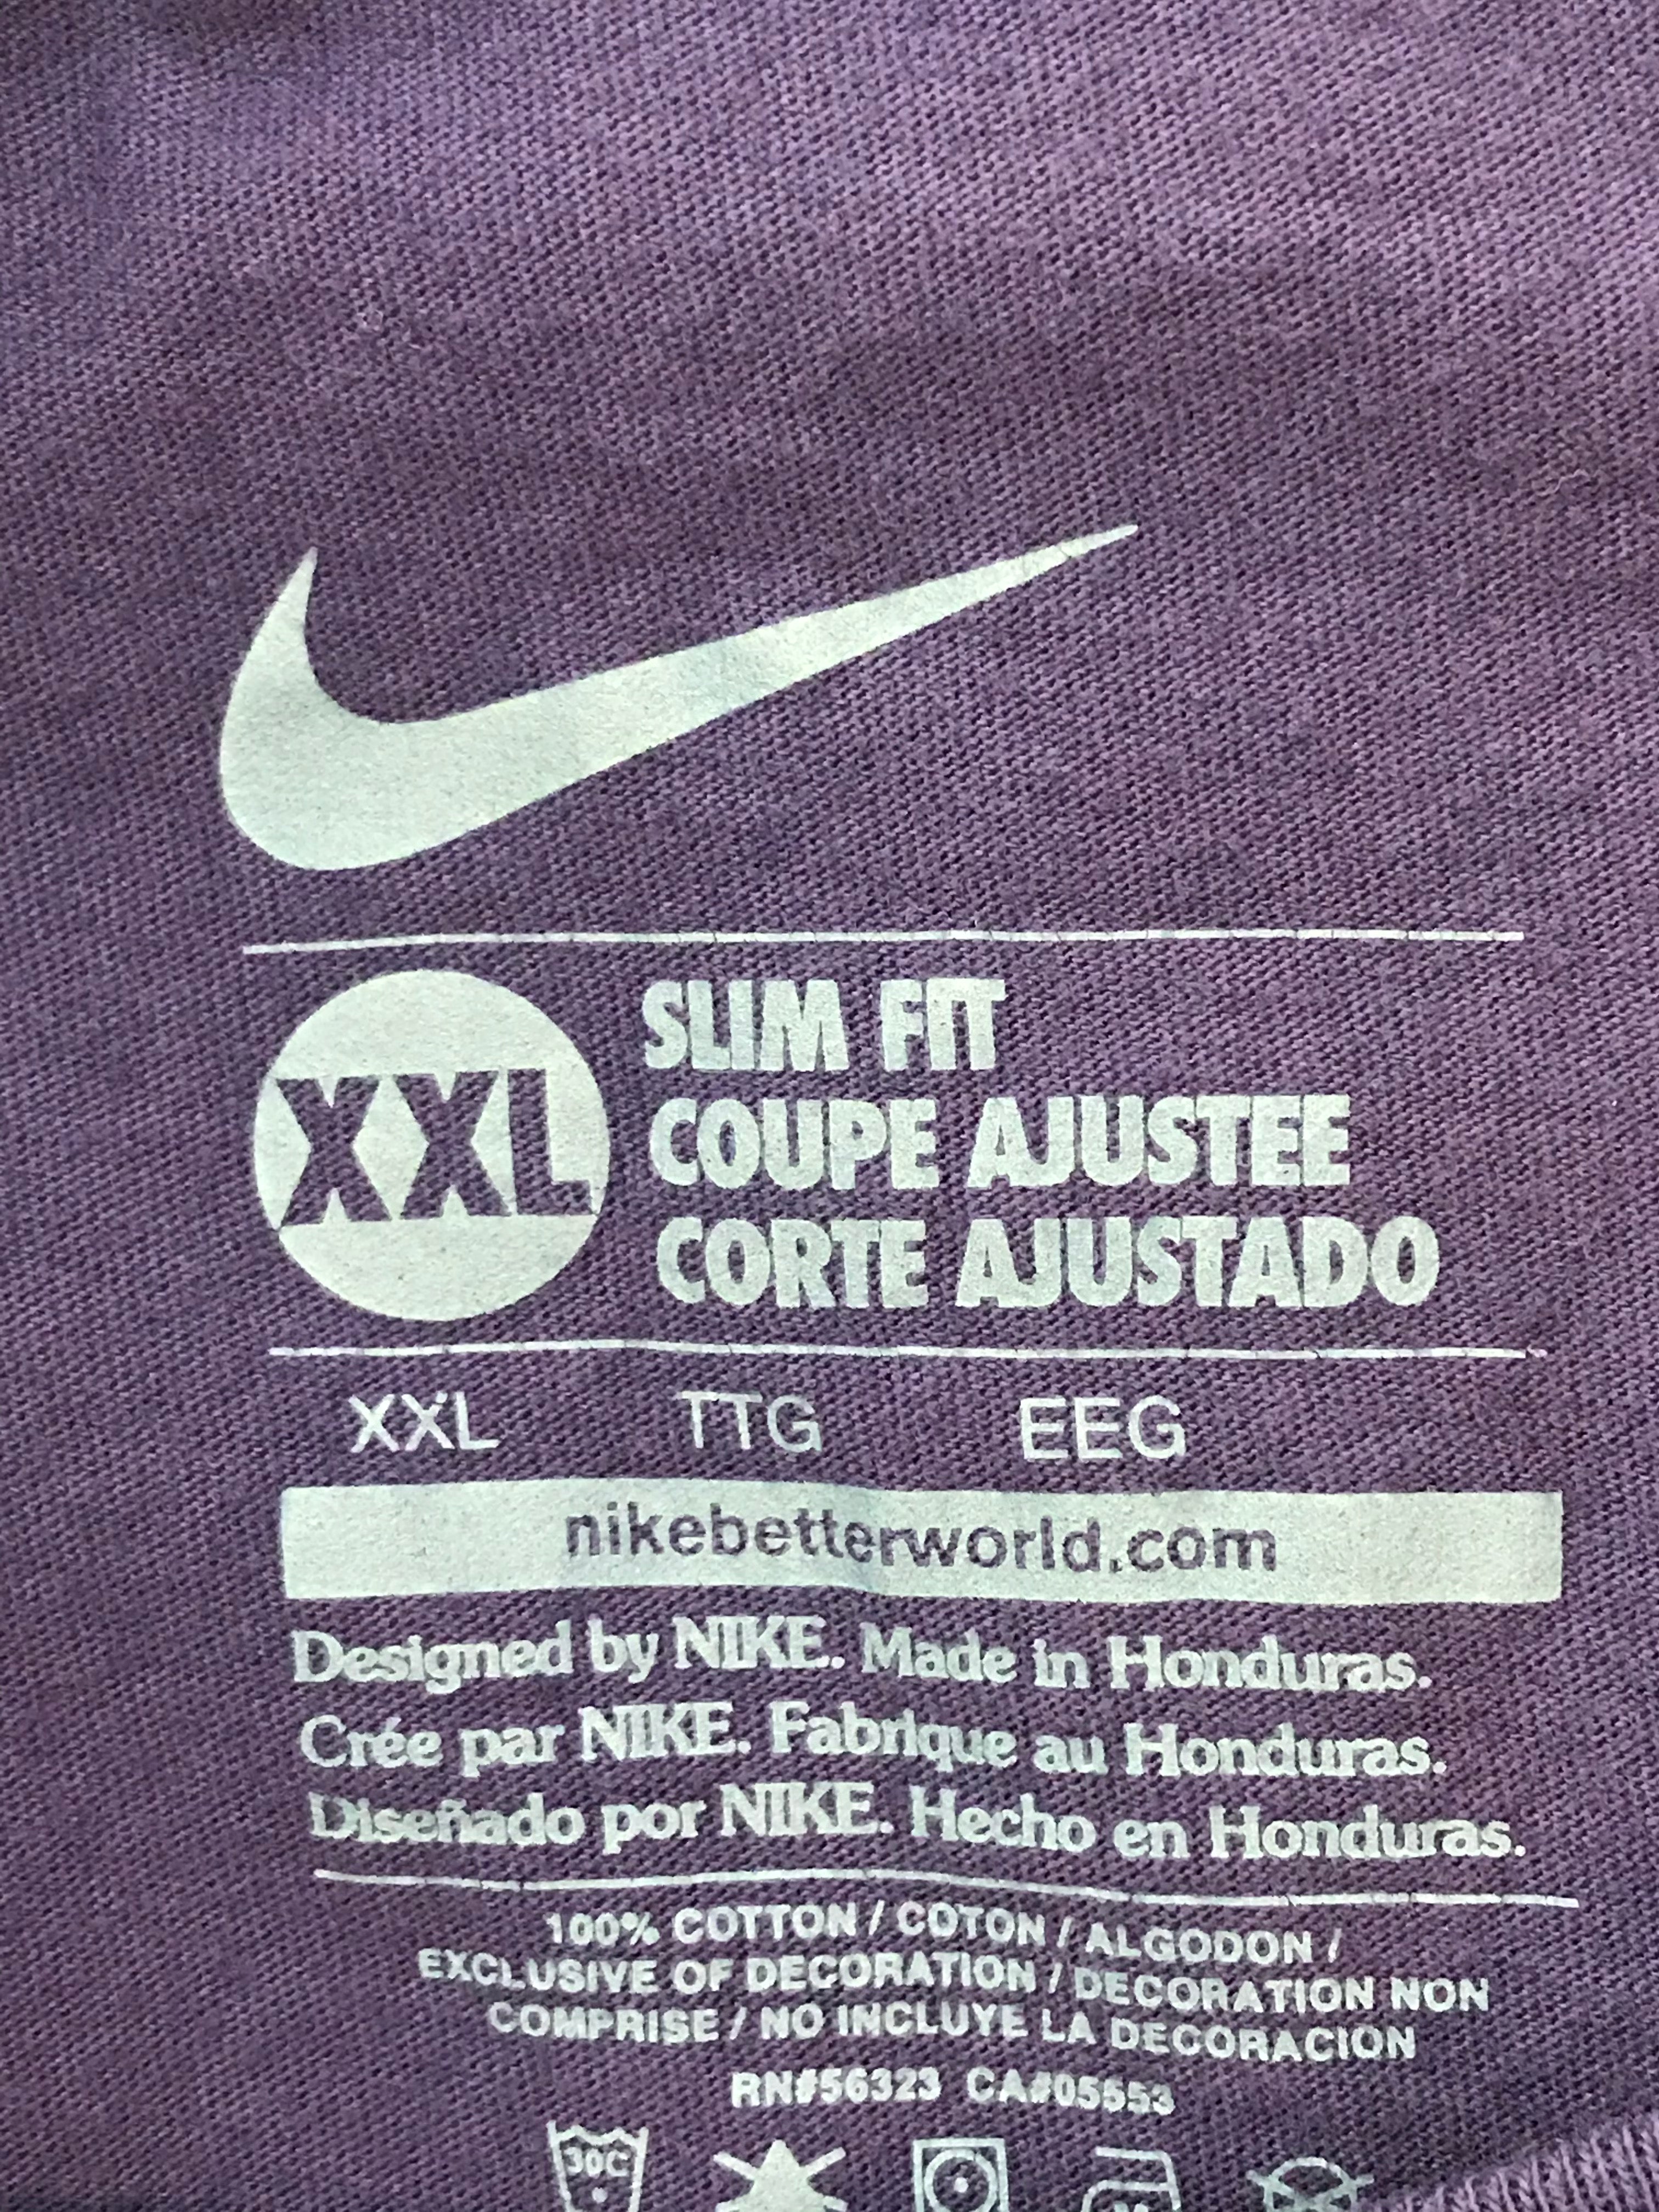 XXL
SLIM FIT
COUPE AJUSTEE
CORTE AJUSTADO
XXL TTG EEG
nikebetterworld.com
Designed by NIKE. Made in Honduras.
Crée par NIKE. Fabrique au Honduras.
Diseñado por NIKE. Hecho en Honduras.
100% COTTON / COTON / ALGODON /
EXCLUSIVE OF DECORATION / DECORATION NON
COMPRISE / NO INCLUYE LA DECORACION
RN#56323 CA#05553
30C